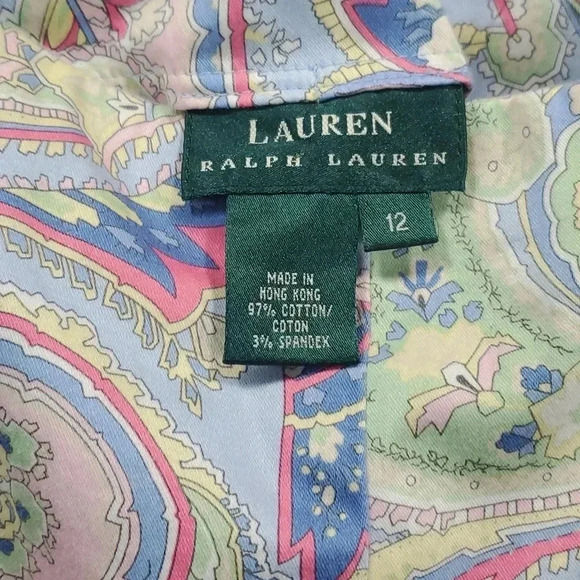 LAUREN
RALPH LAUREN
12
MADE IN
HONG KONG
97% COTTON/
COTON
3% SPANDEX